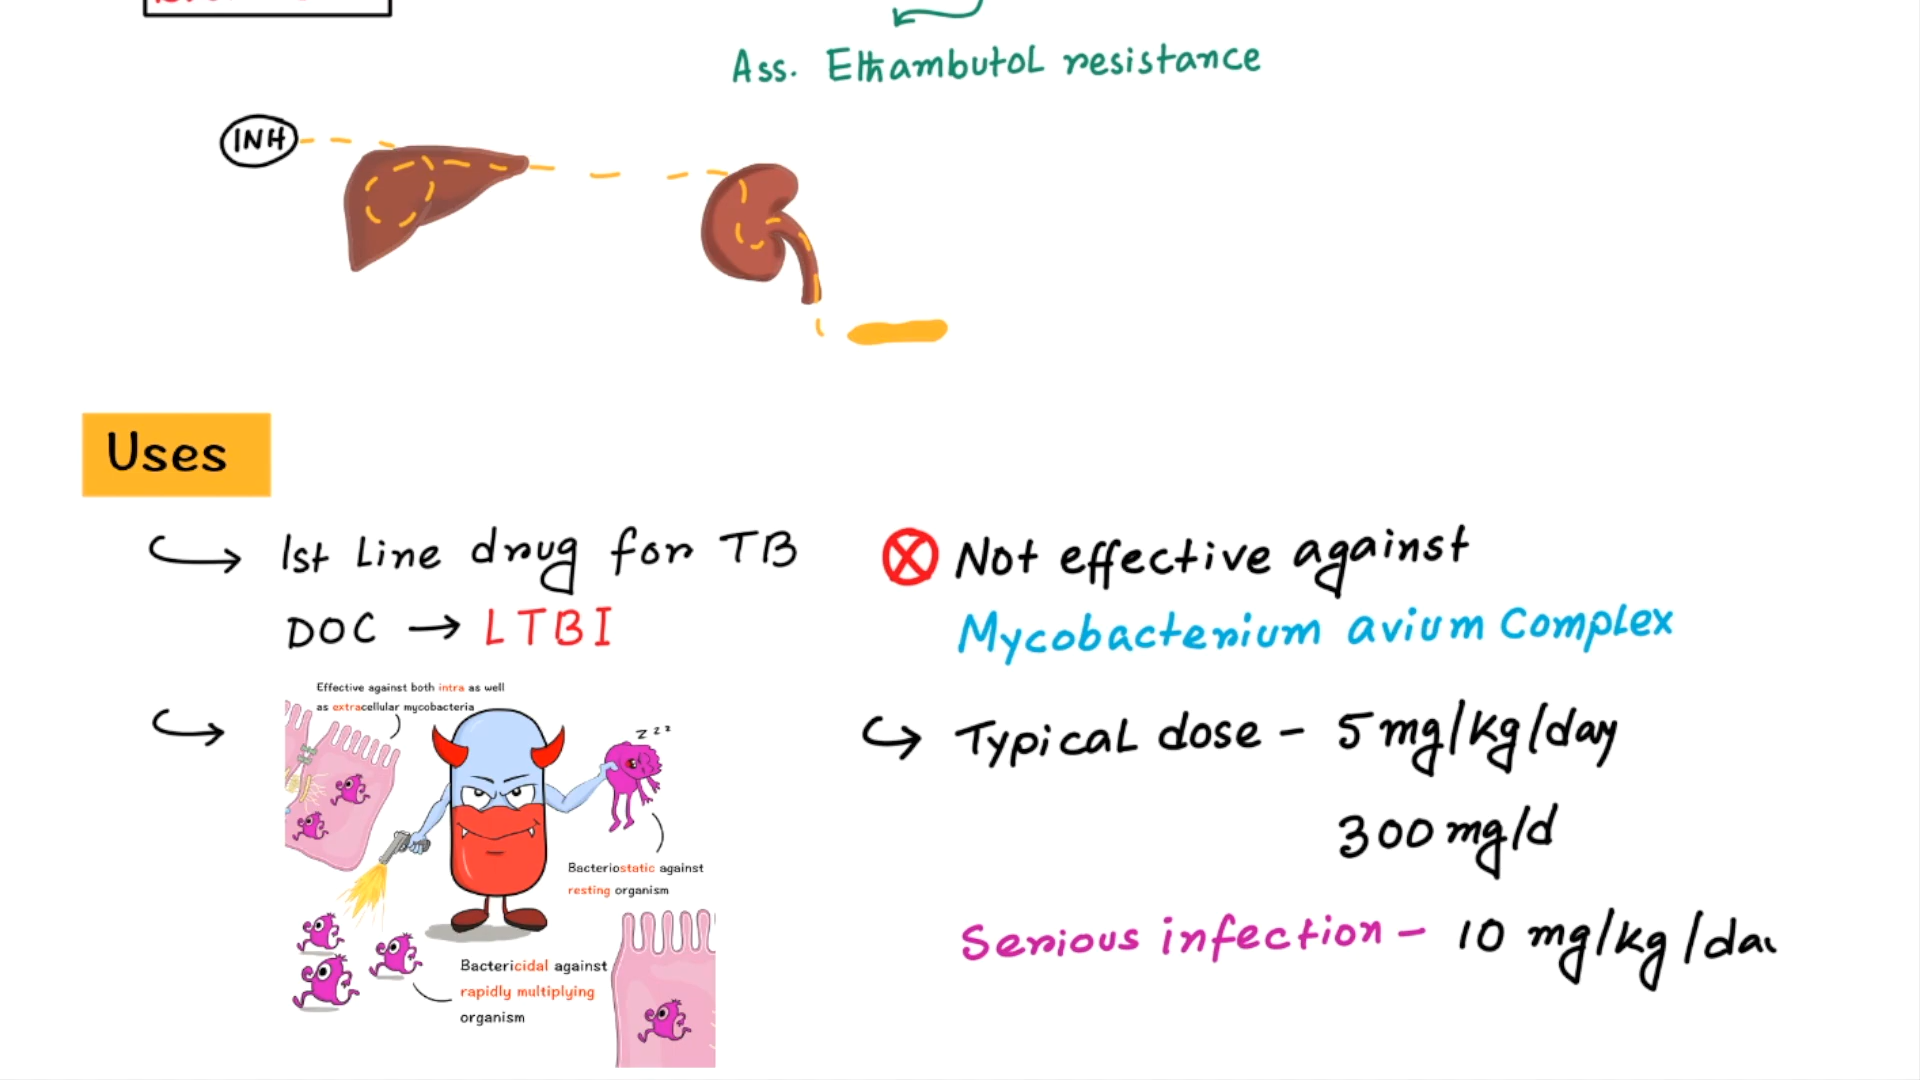 Ass. Ethambutol resistance
INH
Uses
1st Line drug for TB
DOC → LTBI
Effective against both intra as well
as extracellular mycobacteria
z z z
Bacteriostatic against
resting organism
Bactericidal against
rapidly multiplying
organism
Not effective against
Mycobacterium avium Complex
Typical dose - 5 mg/kg/day
300 mg/d
Serious infection - 10 mg/kg/da